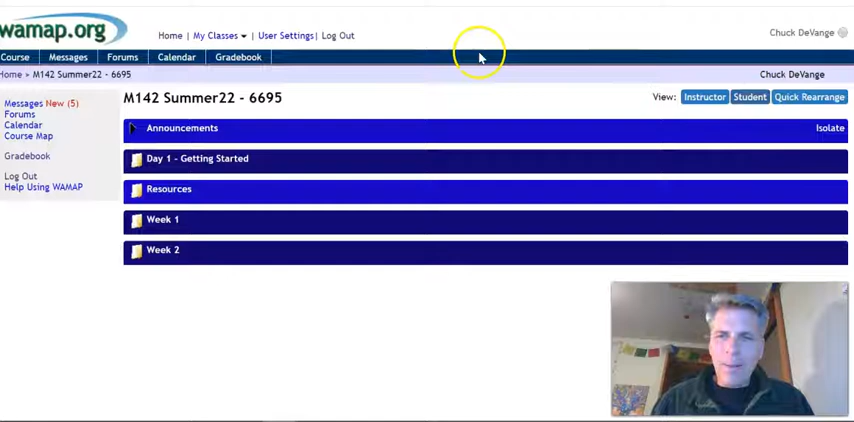 wamap.org
Home | My Classes | User Settings | Log Out
Chuck DeVange
Course Messages Forums Calendar Gradebook
Home > M142 Summer22 - 6695
Chuck DeVange
Messages New (5)
Forums
Calendar
Course Map
Gradebook
Log Out
Help Using WAMAP
M142 Summer22 - 6695
View: Instructor Student Quick Rearrange
Announcements Isolate
Day 1 - Getting Started
Resources
Week 1
Week 2